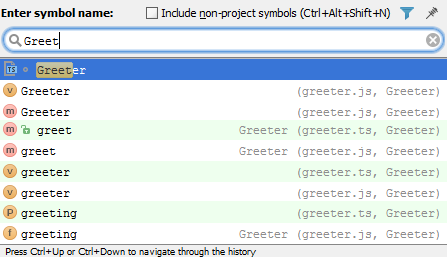 Enter symbol name: Include non-project symbols (Ctrl+Alt+Shift+N)
Greet
TS Greeter
v Greeter (greeter.js, Greeter)
m Greeter (greeter.js, Greeter)
m greet Greeter (greeter.ts, Greeter)
m greet Greeter (greeter.js, Greeter)
v greeter (greeter.ts, Greeter)
v greeter (greeter.js, Greeter)
p greeting (greeter.ts, Greeter)
f greeting Greeter (greeter.js, Greeter)
Press Ctrl+Up or Ctrl+Down to navigate through the history